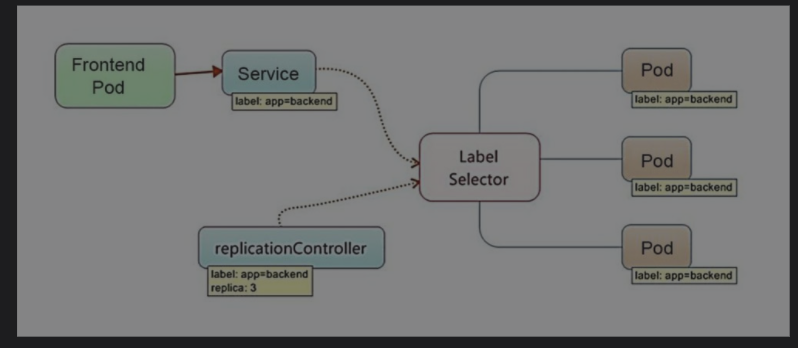 Frontend
Pod
Service
label: app=backend
replicationController
label: app=backend
replica: 3
Label
Selector
Pod
label: app=backend
Pod
label: app=backend
Pod
label: app=backend